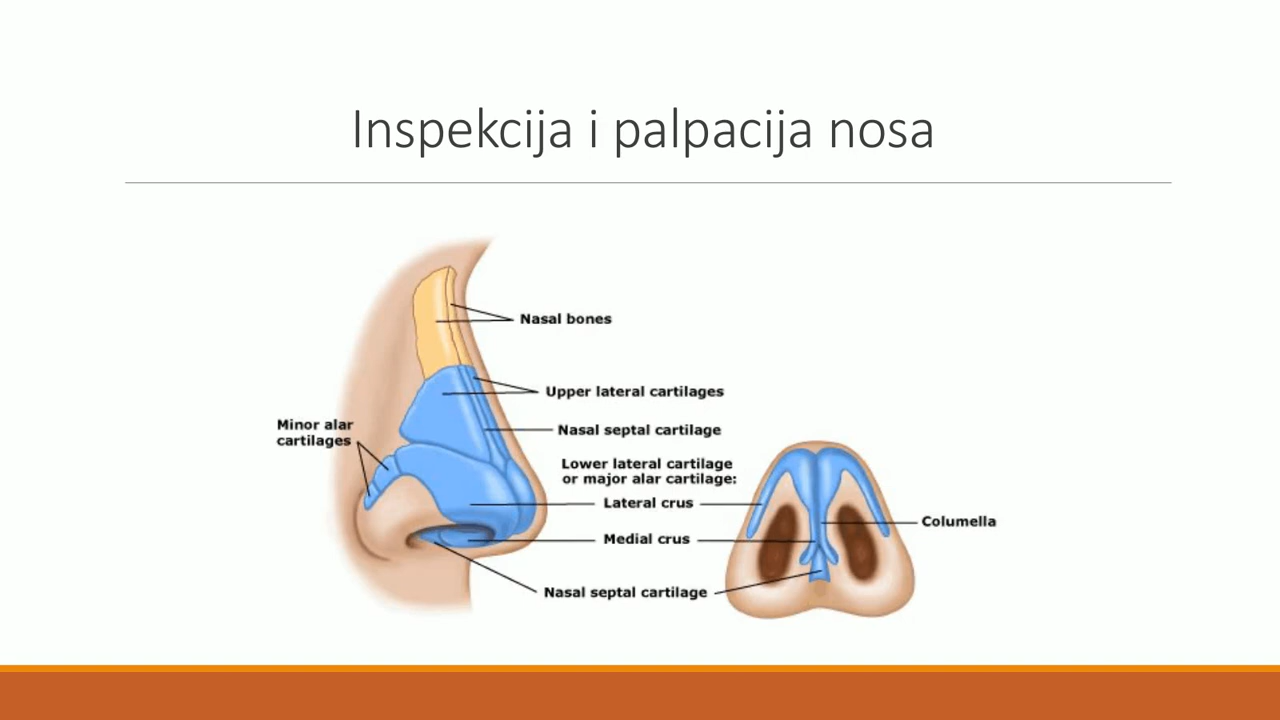 Inspekcija i palpacija nosa
Nasal bones
Upper lateral cartilages
Minor alar
cartilages
Nasal septal cartilage
Lower lateral cartilage
or major alar cartilage:
Lateral crus
Columella
Medial crus
Nasal septal cartilage